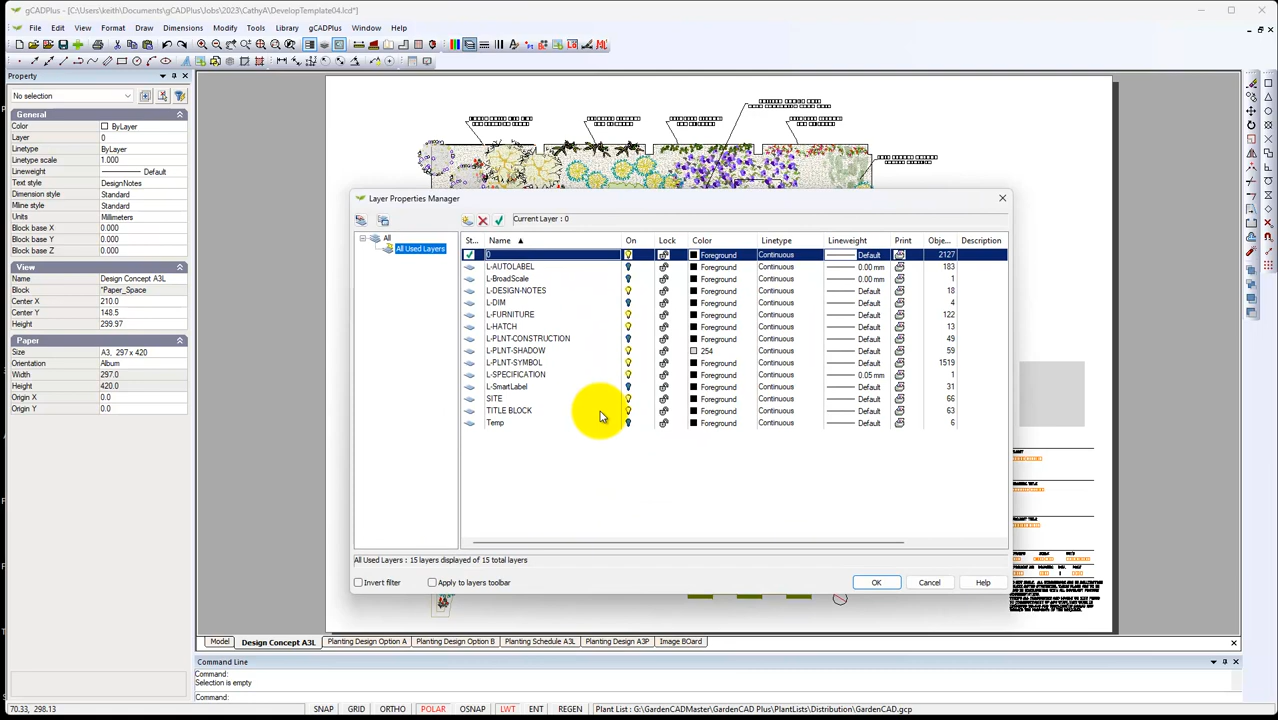 gCADPlus - [C:\Users\keith\Documents\gCADPlus\Jobs\2023\CathyA\DevelopTemplate04.lcd*]
File Edit View Format Draw Dimensions Modify Tools Library gCADPlus Window Help
Property
No selection
General
Color ByLayer
Layer 0
Linetype ByLayer
Linetype scale 1.000
Lineweight Default
Text style DesignNotes
Dimension style Standard
Mline style Standard
Units Millimeters
Block base X 0.000
Block base Y 0.000
Block base Z 0.000
View
Name Design Concept A3L
Block *Paper_Space
Center X 210.0
Center Y 148.5
Height 299.97
Paper
Size A3, 297 x 420
Orientation Album
Width 297.0
Height 420.0
Origin X 0.0
Origin Y 0.0
Layer Properties Manager
Current Layer : 0
All
All Used Layers
St... Name On Lock Color Linetype Lineweight Print Obje... Description
0 Foreground Continuous Default 2127
L-AUTOLABEL Foreground Continuous 0.00 mm 183
L-BroadScale Foreground Continuous 0.00 mm 1
L-DESIGN-NOTES Foreground Continuous Default 18
L-DIM Foreground Continuous Default 4
L-FURNITURE Foreground Continuous Default 122
L-HATCH Foreground Continuous Default 13
L-PLNT-CONSTRUCTION Foreground Continuous Default 49
L-PLNT-SHADOW 254 Continuous Default 59
L-PLNT-SYMBOL Foreground Continuous Default 1519
L-SPECIFICATION Foreground Continuous 0.05 mm 1
L-SmartLabel Foreground Continuous Default 31
SITE Foreground Continuous Default 66
TITLE BLOCK Foreground Continuous Default 63
Temp Foreground Continuous Default 6
All Used Layers : 15 layers displayed of 15 total layers
Invert filter Apply to layers toolbar OK Cancel Help
Model Design Concept A3L Planting Design Option A Planting Design Option B Planting Schedule A3L Planting Design A3P Image BOard
Command Line
Command:
Selection is empty
Command:
70.33, 298.13 SNAP GRID ORTHO POLAR OSNAP LWT ENT REGEN Plant List : G:\GardenCADMaster\GardenCAD Plus\PlantLists\Distribution\GardenCAD.gcp